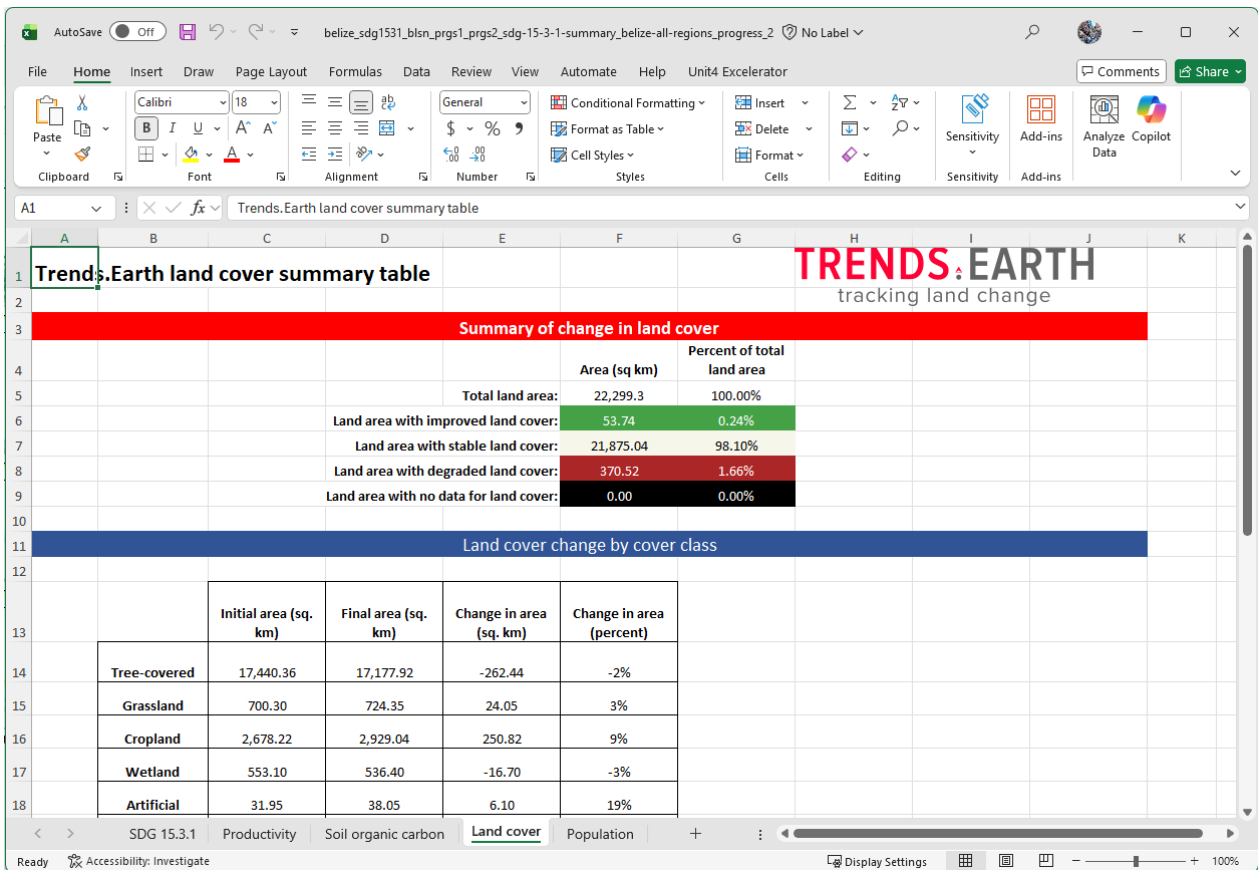 AutoSave Off belize_sdg1531_blsn_prgs1_prgs2_sdg-15-3-1-summary_belize-all-regions_progress_2 No Label
File Home Insert Draw Page Layout Formulas Data Review View Automate Help Unit4 Excelerator Comments Share
Calibri 18 General Conditional Formatting Insert
Paste B I U A A $ % Format as Table Delete Sensitivity Add-ins Analyze Data Copilot
A Cell Styles Format
Clipboard Font Alignment Number Styles Cells Editing Sensitivity Add-ins
A1 fx Trends.Earth land cover summary table
A B C D E F G H I J K
1 Trends.Earth land cover summary table TRENDS.EARTH
tracking land change
2
3 Summary of change in land cover
4 Area (sq km) Percent of total land area
5 Total land area: 22,299.3 100.00%
6 Land area with improved land cover: 53.74 0.24%
7 Land area with stable land cover: 21,875.04 98.10%
8 Land area with degraded land cover: 370.52 1.66%
9 Land area with no data for land cover: 0.00 0.00%
10
11 Land cover change by cover class
12
13 Initial area (sq. km) Final area (sq. km) Change in area (sq. km) Change in area (percent)
14 Tree-covered 17,440.36 17,177.92 -262.44 -2%
15 Grassland 700.30 724.35 24.05 3%
16 Cropland 2,678.22 2,929.04 250.82 9%
17 Wetland 553.10 536.40 -16.70 -3%
18 Artificial 31.95 38.05 6.10 19%
SDG 15.3.1 Productivity Soil organic carbon Land cover Population
Ready Accessibility: Investigate Display Settings 100%